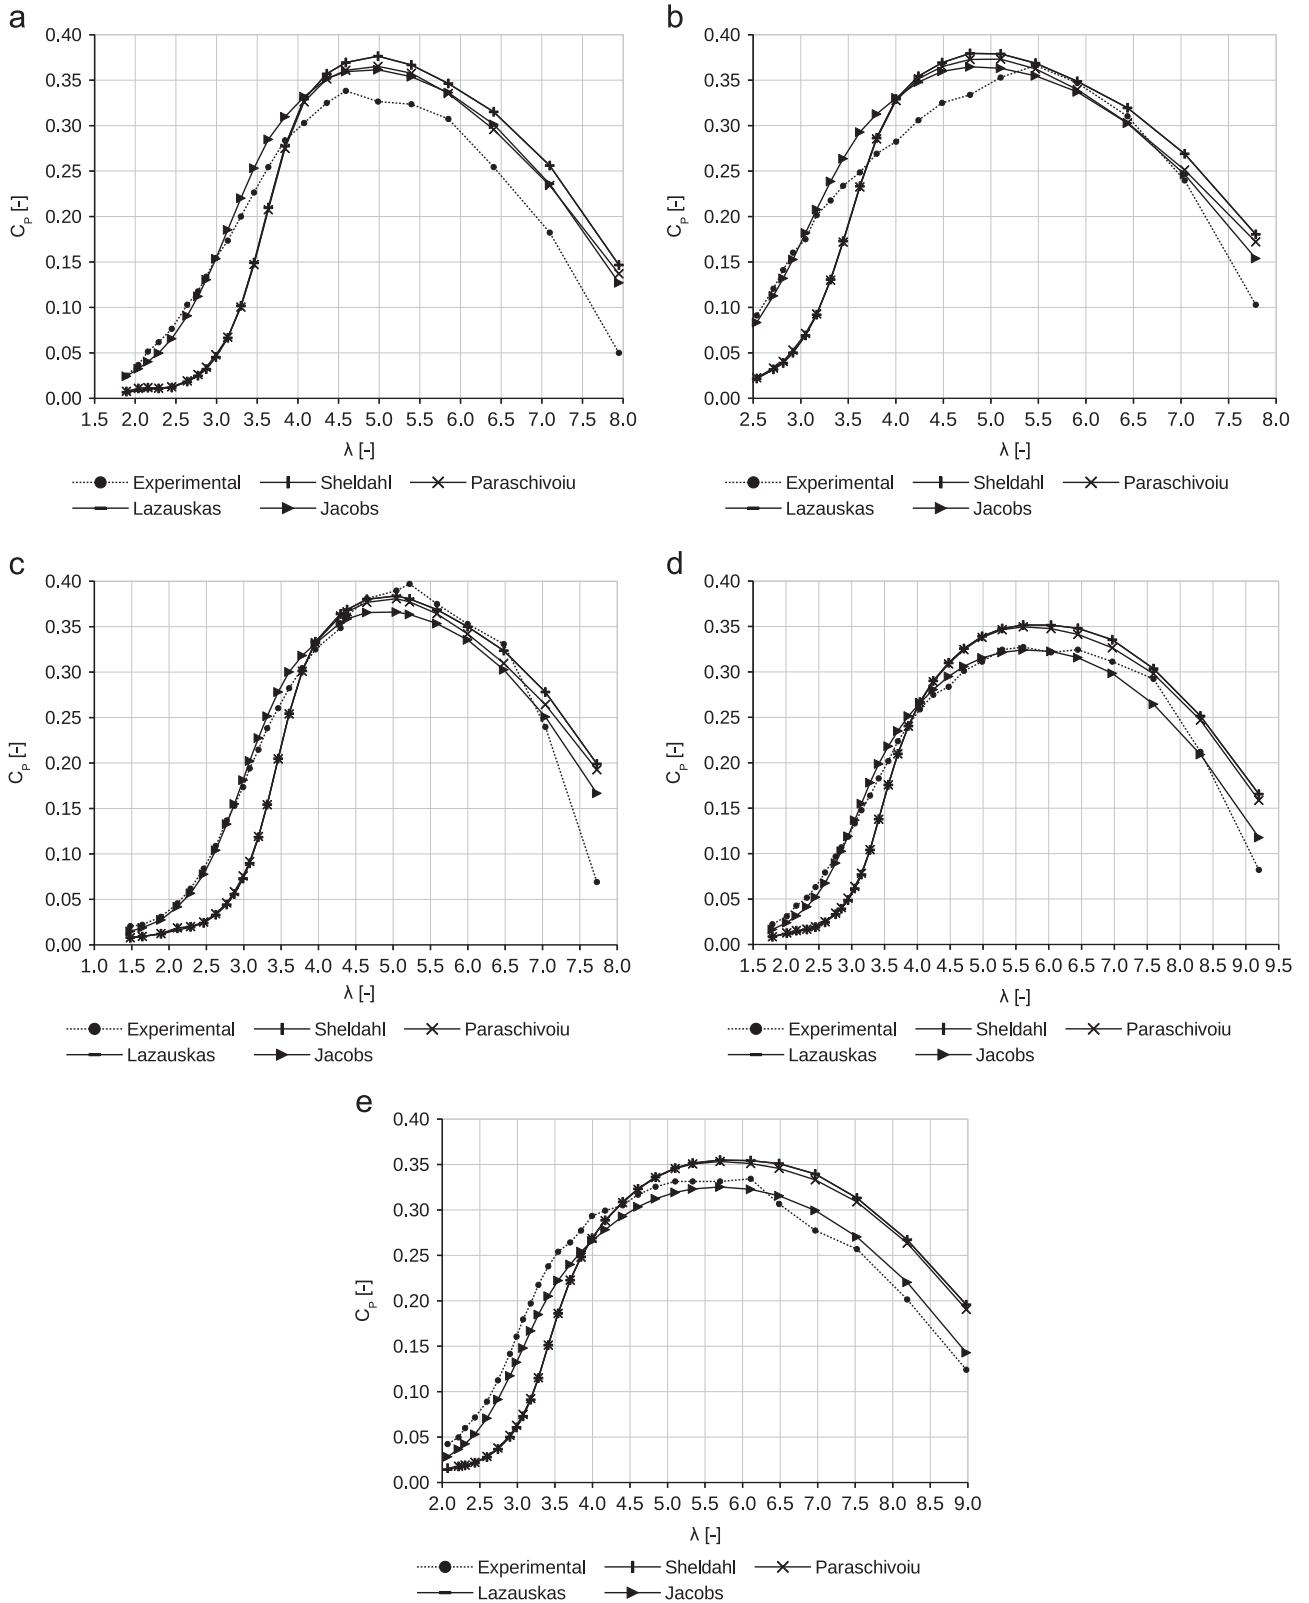 a
0.40
0.35
0.30
0.25
0.20
0.15
0.10
0.05
0.00
C_P [-]
1.5 2.0 2.5 3.0 3.5 4.0 4.5 5.0 5.5 6.0 6.5 7.0 7.5 8.0
λ [-]
Experimental Sheldahl Paraschivoiu
Lazauskas Jacobs
b
0.40
0.35
0.30
0.25
0.20
0.15
0.10
0.05
0.00
C_P [-]
2.5 3.0 3.5 4.0 4.5 5.0 5.5 6.0 6.5 7.0 7.5 8.0
λ [-]
Experimental Sheldahl Paraschivoiu
Lazauskas Jacobs
c
0.40
0.35
0.30
0.25
0.20
0.15
0.10
0.05
0.00
C_P [-]
1.0 1.5 2.0 2.5 3.0 3.5 4.0 4.5 5.0 5.5 6.0 6.5 7.0 7.5 8.0
λ [-]
Experimental Sheldahl Paraschivoiu
Lazauskas Jacobs
d
0.40
0.35
0.30
0.25
0.20
0.15
0.10
0.05
0.00
C_P [-]
1.5 2.0 2.5 3.0 3.5 4.0 4.5 5.0 5.5 6.0 6.5 7.0 7.5 8.0 8.5 9.0 9.5
λ [-]
Experimental Sheldahl Paraschivoiu
Lazauskas Jacobs
e
0.40
0.35
0.30
0.25
0.20
0.15
0.10
0.05
0.00
C_P [-]
2.0 2.5 3.0 3.5 4.0 4.5 5.0 5.5 6.0 6.5 7.0 7.5 8.0 8.5 9.0
λ [-]
Experimental Sheldahl Paraschivoiu
Lazauskas Jacobs